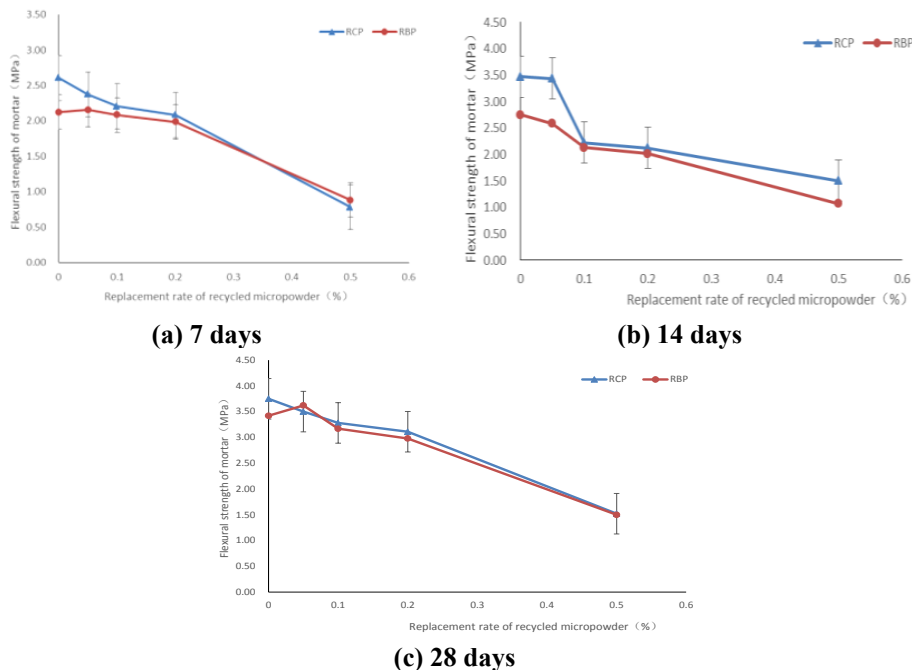 3.50
3.00
2.50
2.00
1.50
1.00
0.50
0.00
Flexural strength of mortar（MPa）
RCP RBP
0 0.1 0.2 0.3 0.4 0.5 0.6
Replacement rate of recycled micropowder（%）
(a) 7 days
4.50
4.00
3.50
3.00
2.50
2.00
1.50
1.00
0.50
0.00
Flexural strength of mortar（MPa）
RCP RBP
0 0.1 0.2 0.3 0.4 0.5 0.6
Replacement rate of recycled micropowder（%）
(b) 14 days
4.50
4.00
3.50
3.00
2.50
2.00
1.50
1.00
0.50
0.00
Flexural strength of mortar（MPa）
RCP RBP
0 0.1 0.2 0.3 0.4 0.5 0.6
Replacement rate of recycled micropowder（%）
(c) 28 days